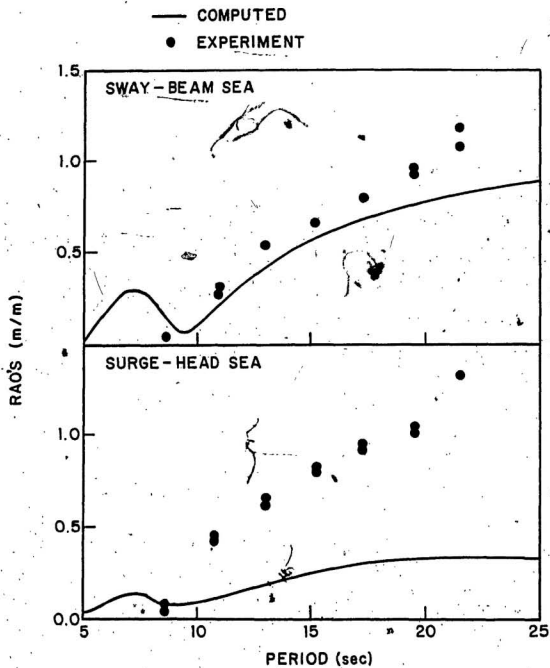 COMPUTED
EXPERIMENT
1.5
SWAY-BEAM SEA
1.0
0.5
RAO'S (m/m)
SURGE-HEAD SEA
1.0
0.5
0.0
5 10 15 20 25
PERIOD (sec)